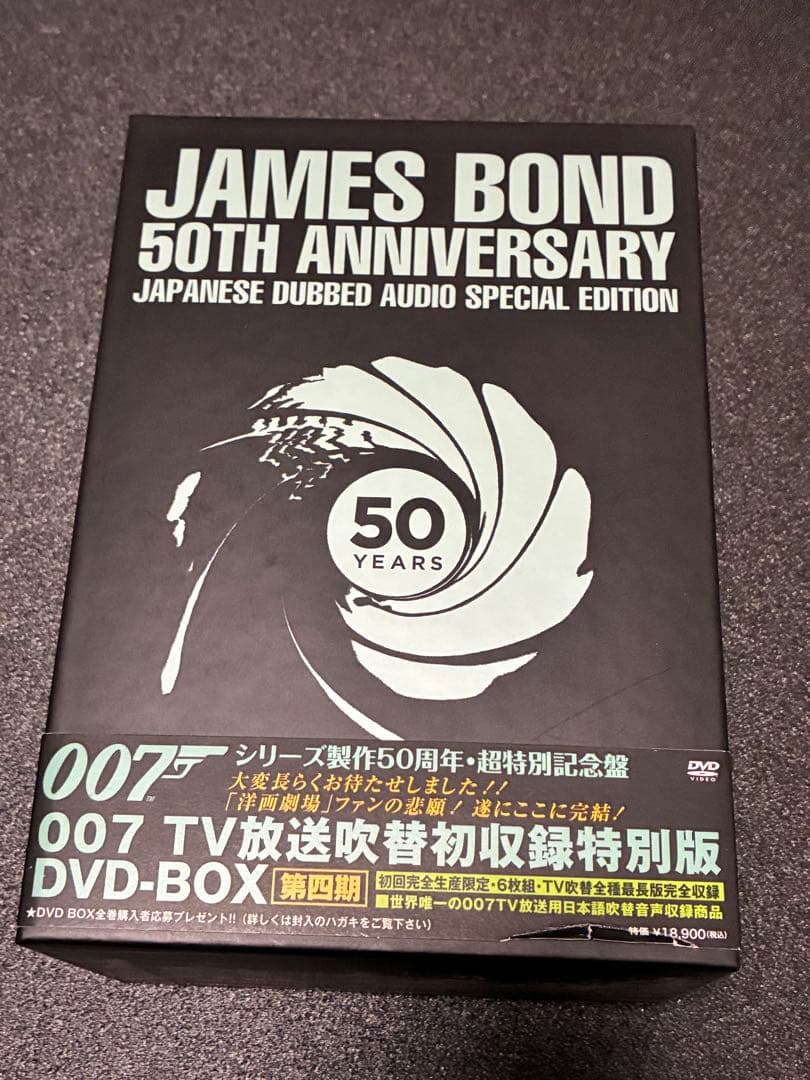 JAMES BOND
50TH ANNIVERSARY
JAPANESE DUBBED AUDIO SPECIAL EDITION
50
YEARS
007
TM
シリーズ製作50周年・超特別記念盤
DVD
VIDEO
大変長らくお待たせしました!!
「洋画劇場」ファンの悲願! 遂にここに完結!
007 TV放送吹替初収録特別版
DVD-BOX 第四期
初回完全生産限定・6枚組・TV吹替全種最長版完全収録
■世界唯一の007TV放送用日本語吹替音声収録商品
★DVD BOX全巻購入者応募プレゼント!!(詳しくは封入のハガキをご覧下さい)
特価 ¥18,900(税込)